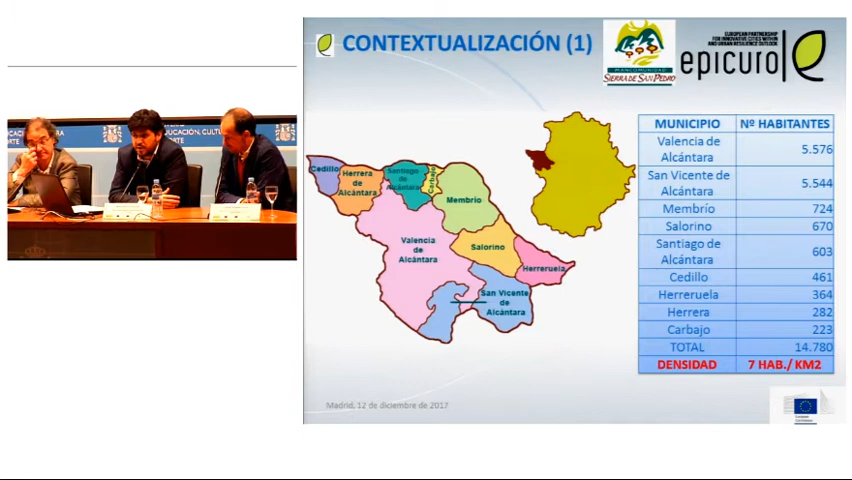 CONTEXTUALIZACIÓN (1)
MANCOMUNIDAD
SIERRA DE SAN PEDRO
EUROPEAN PARTNERSHIP
FOR INNOVATIVE CITIES WITHIN
AND URBAN RESILIENCE OUTLOOK
epicuro
EDUCACIÓN, CULTURA
Cedillo
Herrera
de
Alcántara
Santiago
de
Alcántara
Carbajo
Membrio
Valencia
de
Alcántara
Salorino
Herreruela
San Vicente
de
Alcántara
MUNICIPIO Nº HABITANTES
Valencia de
Alcántara 5.576
San Vicente de
Alcántara 5.544
Membrío 724
Salorino 670
Santiago de
Alcántara 603
Cedillo 461
Herreruela 364
Herrera 282
Carbajo 223
TOTAL 14.780
DENSIDAD 7 HAB./ KM2
Madrid, 12 de diciembre de 2017